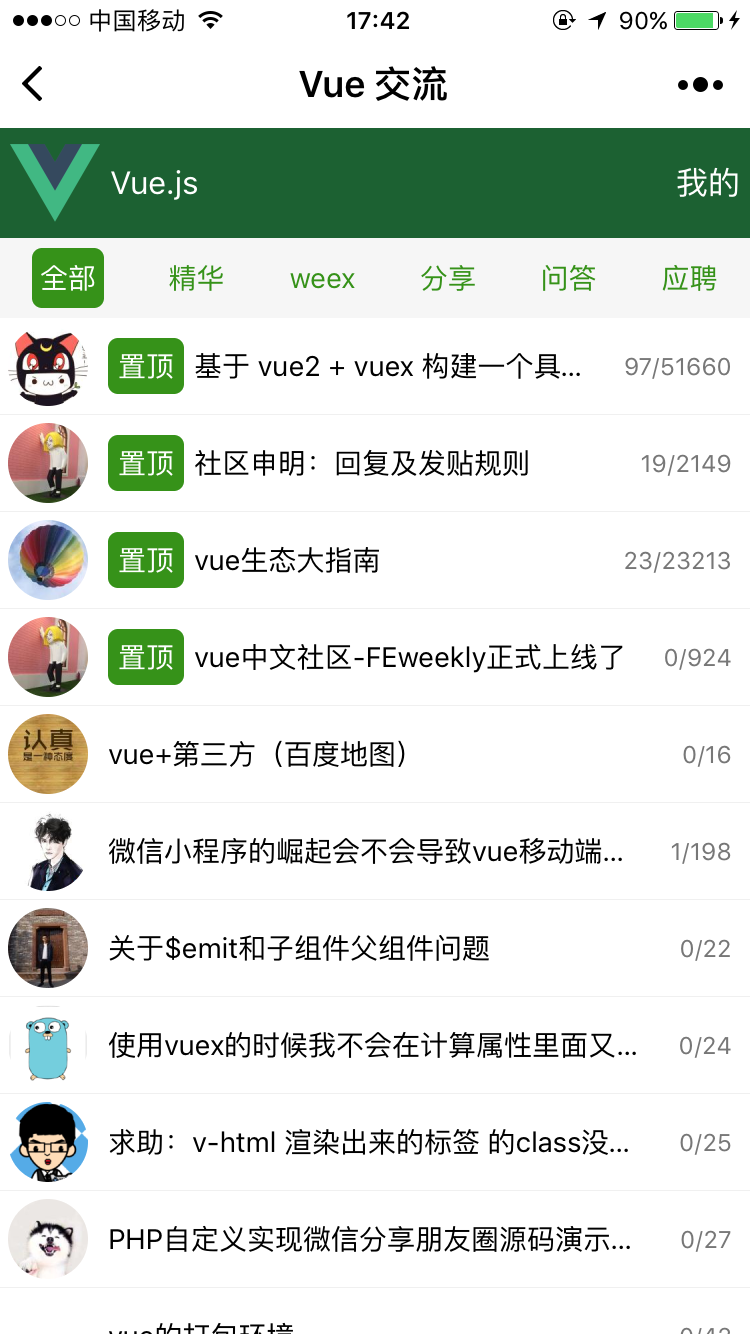 中国移动 17:42 90%
Vue 交流
Vue.js 我的
全部 精华 weex 分享 问答 应聘
置顶 基于 vue2 + vuex 构建一个具... 97/51660
置顶 社区申明：回复及发贴规则 19/2149
置顶 vue生态大指南 23/23213
置顶 vue中文社区-FEweekly正式上线了 0/924
认真
是一种态度
vue+第三方（百度地图） 0/16
微信小程序的崛起会不会导致vue移动端... 1/198
关于$emit和子组件父组件问题 0/22
使用vuex的时候我不会在计算属性里面又... 0/24
求助：v-html 渲染出来的标签 的class没... 0/25
PHP自定义实现微信分享朋友圈源码演示... 0/27
vue的打包环境